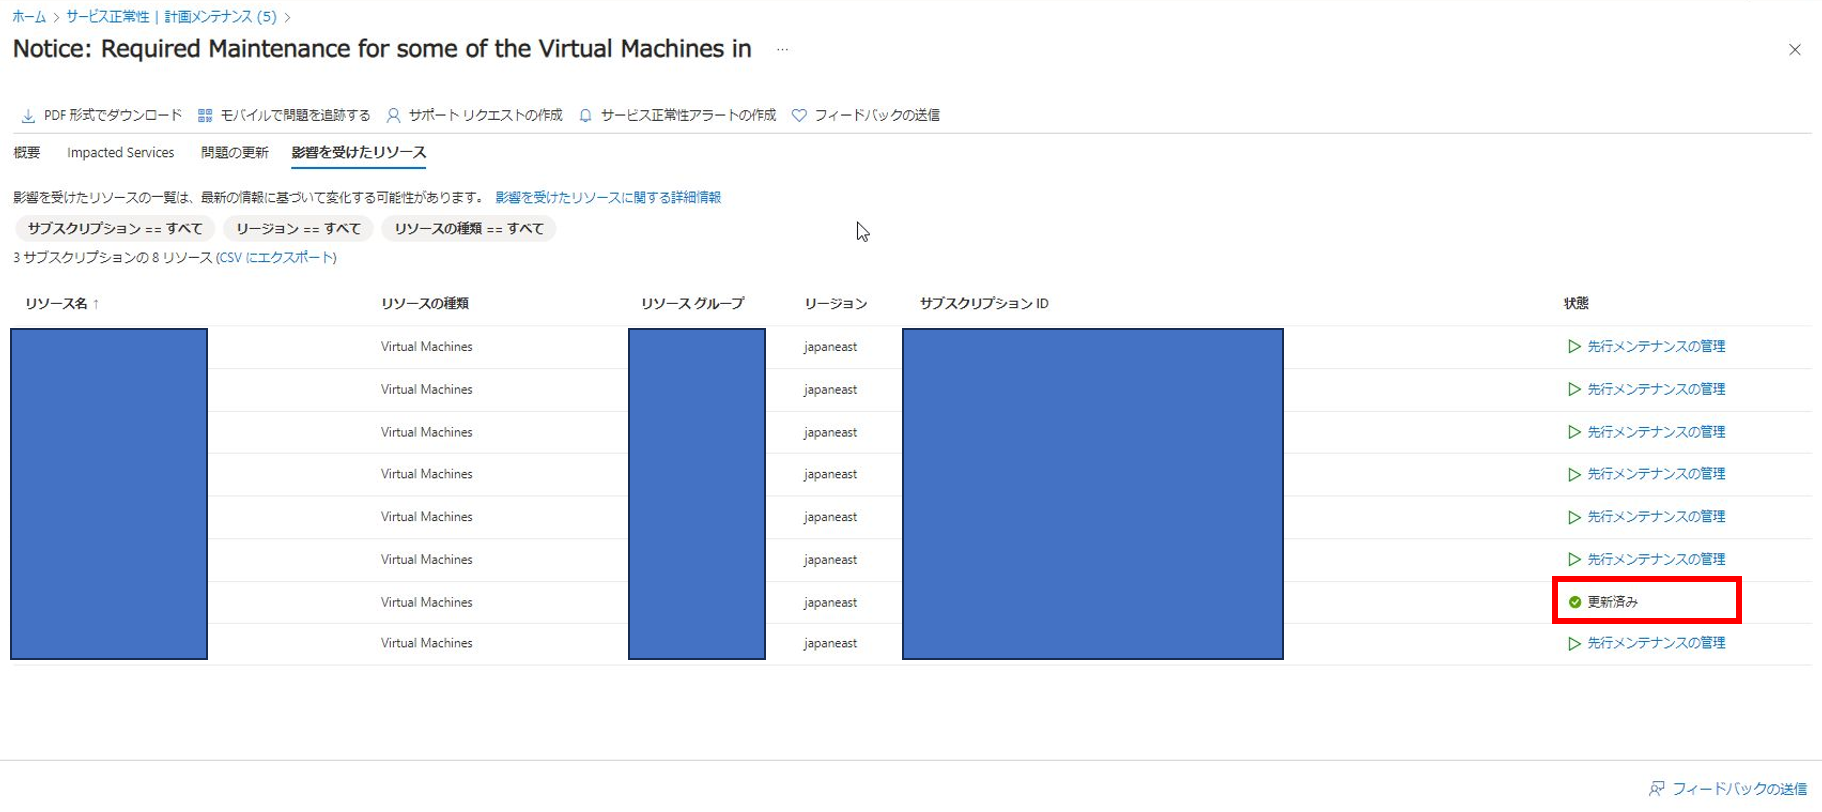 ホーム > サービス正常性 | 計画メンテナンス (5) >
Notice: Required Maintenance for some of the Virtual Machines in ...
PDF 形式でダウンロード モバイルで問題を追跡する サポート リクエストの作成 サービス正常性アラートの作成 フィードバックの送信
概要 Impacted Services 問題の更新 影響を受けたリソース
影響を受けたリソースの一覧は、最新の情報に基づいて変化する可能性があります。 影響を受けたリソースに関する詳細情報
サブスクリプション == すべて リージョン == すべて リソースの種類 == すべて
3 サブスクリプションの 8 リソース (CSV にエクスポート)
リソース名 ↑ リソースの種類 リソース グループ リージョン サブスクリプション ID 状態
Virtual Machines japaneast 先行メンテナンスの管理
Virtual Machines japaneast 先行メンテナンスの管理
Virtual Machines japaneast 先行メンテナンスの管理
Virtual Machines japaneast 先行メンテナンスの管理
Virtual Machines japaneast 先行メンテナンスの管理
Virtual Machines japaneast 先行メンテナンスの管理
Virtual Machines japaneast 更新済み
Virtual Machines japaneast 先行メンテナンスの管理
フィードバックの送信